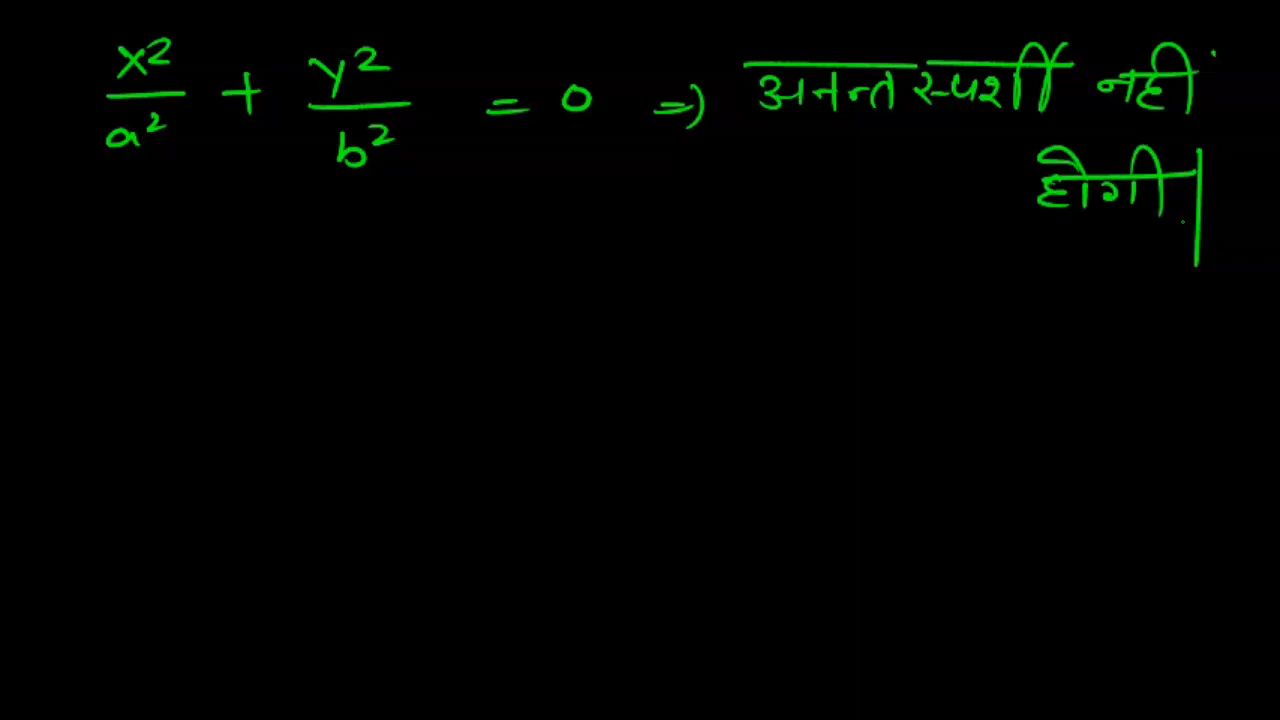 x²/a² + y²/b² = 0 ⇒ अनन्तस्पर्शी नही
होगी|